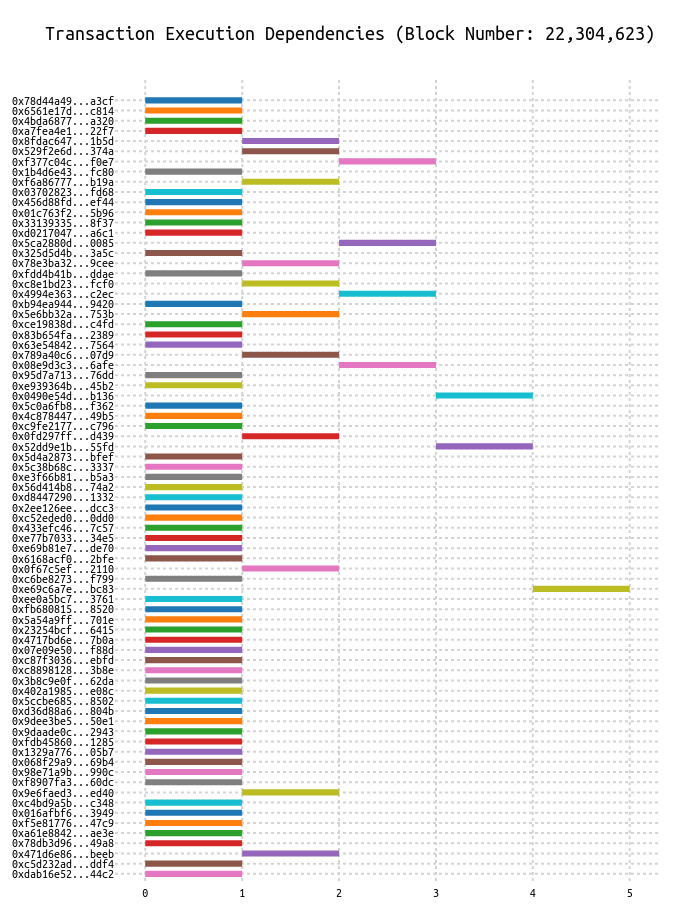 Transaction Execution Dependencies (Block Number: 22,304,623)
0x78d44a49...a3cf
0x6561e17d...c814
0x4bda6877...a320
0xa7fea4e1...22f7
0x8fdac647...1b5d
0x529f2e6d...374a
0xf377c04c...f0e7
0x1b4d6e43...fc80
0xf6a86777...b19a
0x03702823...fd68
0x456d88fd...ef44
0x01c763f2...5b96
0x33139335...8f37
0xd0217047...a6c1
0x5ca2880d...0085
0x325d5d4b...3a5c
0x78e3ba32...9cee
0xfdd4b41b...ddae
0xc8e1bd23...fcf0
0x4994e363...c2ec
0xb94ea944...9420
0x5e6bb32a...753b
0xce19838d...c4fd
0x83b654fa...2389
0x63e54842...7564
0x789a40c6...07d9
0x08e9d3c3...6afe
0x95d7a713...76dd
0xe939364b...45b2
0x0490e54d...b136
0x5c0a6fb8...f362
0x4c878447...49b5
0xc9fe2177...c796
0x0fd297ff...d439
0x52dd9e1b...55fd
0x5d4a2873...bfef
0x5c38b68c...3337
0xe3f66b81...b5a3
0x56d414b8...74a2
0xd8447290...1332
0x2ee126ee...dcc3
0xc52eded0...0dd0
0x433efc46...7c57
0xe77b7033...34e5
0xe69b81e7...de70
0x6168acf0...2bfe
0x0f67c5ef...2110
0xc6be8273...f799
0xe69c6a7e...bc83
0xee0a5bc7...3761
0xfb680815...8520
0x5a54a9ff...701e
0x23254bcf...6415
0x4717bd6e...7b0a
0x07e09e50...f88d
0xc87f3036...ebfd
0xc8898128...3b8e
0x3b8c9e0f...62da
0x402a1985...e08c
0x5ccbe685...8502
0xd36d88a6...804b
0x9dee3be5...50e1
0x9daade0c...2943
0xfdb45860...1285
0x1329a776...05b7
0x068f29a9...69b4
0x98e71a9b...990c
0xf8907fa3...60dc
0x9e6faed3...ed40
0xc4bd9a5b...c348
0x016afbf6...3949
0xf5e81776...47c9
0xa61e8842...ae3e
0x78db3d96...49a8
0x471d6e86...beeb
0xc5d232ad...ddf4
0xdab16e52...44c2
0 1 2 3 4 5